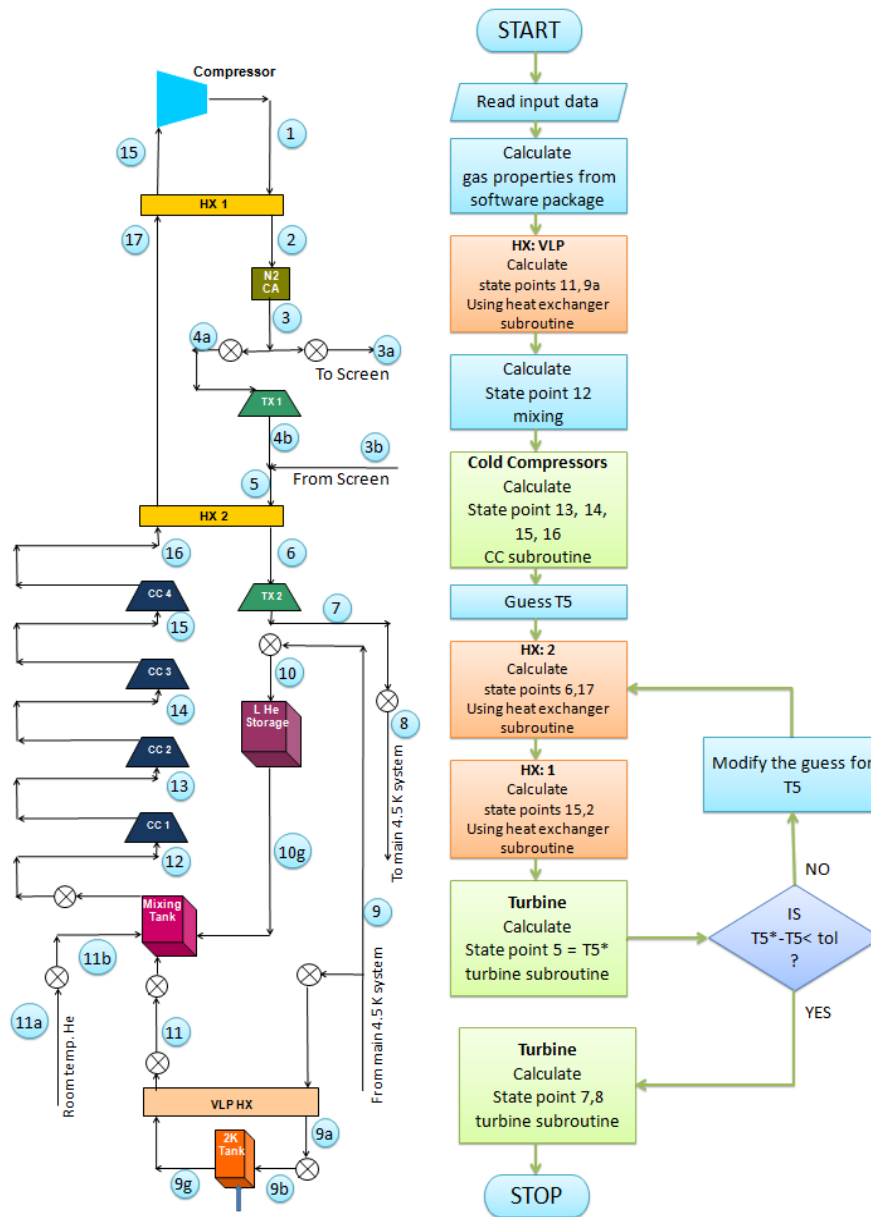 Compressor
1
15
HX 1
17
2
N2
CA
3
4a
3a
To Screen
TX 1
4b
3b
From Screen
5
HX 2
16
6
CC 4
TX 2
7
15
10
CC 3
L He
Storage
8
14
CC 2
13
To main 4.5 K system
CC 1
12
10g
Mixing
Tank
9
11b
From main 4.5 K system
11a
Room temp. He
11
VLP HX
9a
2K
Tank
9g
9b
START
Read input data
Calculate
gas properties from
software package
HX: VLP
Calculate
state points 11, 9a
Using heat exchanger
subroutine
Calculate
State point 12
mixing
Cold Compressors
Calculate
State point 13, 14,
15, 16
CC subroutine
Guess T5
HX: 2
Calculate
state points 6,17
Using heat exchanger
subroutine
HX: 1
Calculate
state points 15,2
Using heat exchanger
subroutine
Turbine
Calculate
State point 5 = T5*
turbine subroutine
Modify the guess for
T5
NO
IS
T5*-T5< tol
?
YES
Turbine
Calculate
State point 7,8
turbine subroutine
STOP